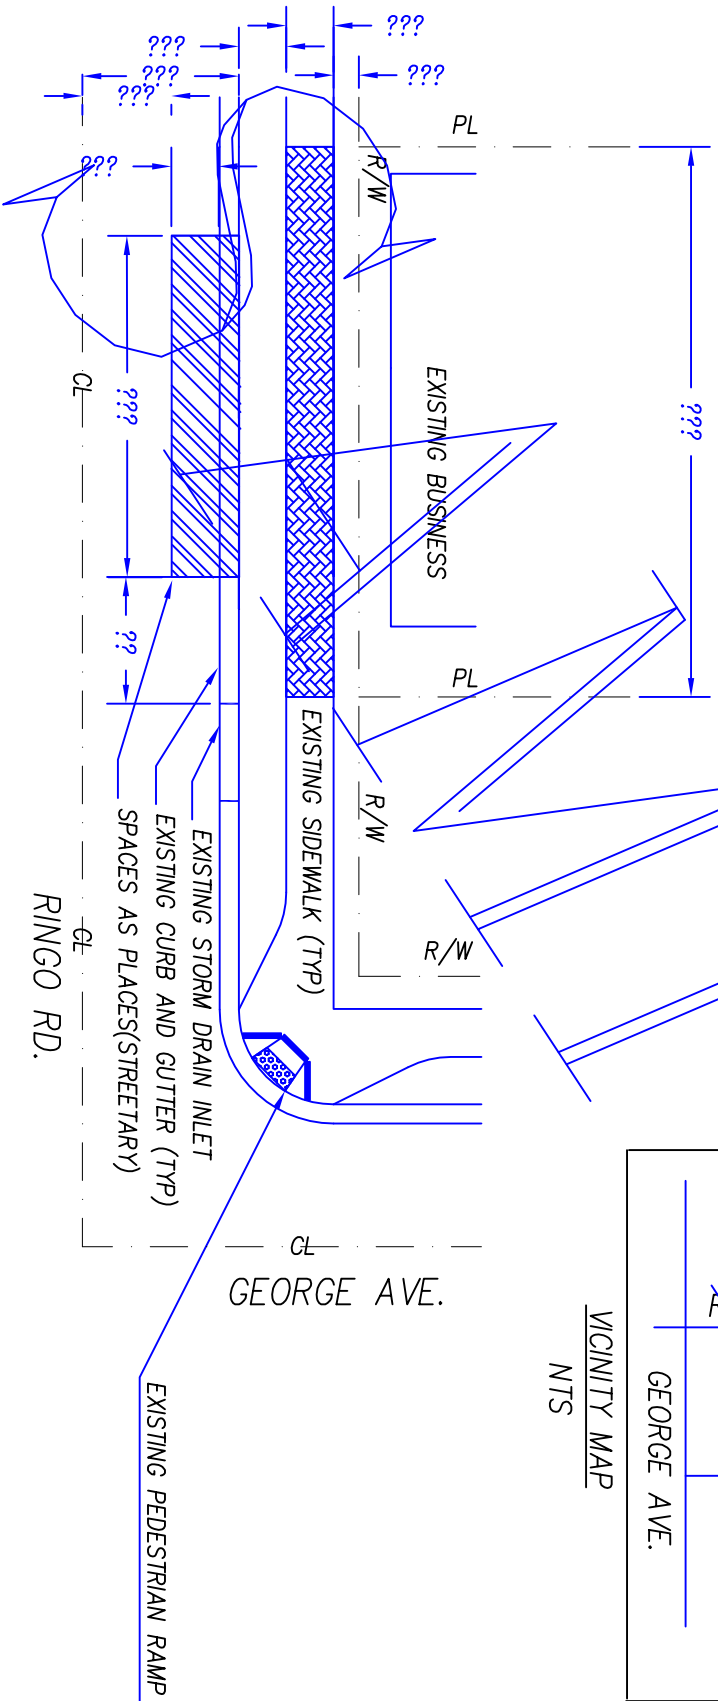 ???
???
???
???
???
???
PL
R/W
???
???
EXISTING BUSINESS
CL
??
PL
EXISTING SIDEWALK (TYP)
R/W
R/W
EXISTING STORM DRAIN INLET
EXISTING CURB AND GUTTER (TYP)
SPACES AS PLACES(STREETARY)
CL
RINGO RD.
CL
GEORGE AVE.
EXISTING PEDESTRIAN RAMP
GEORGE AVE.
VICINITY MAP
NTS